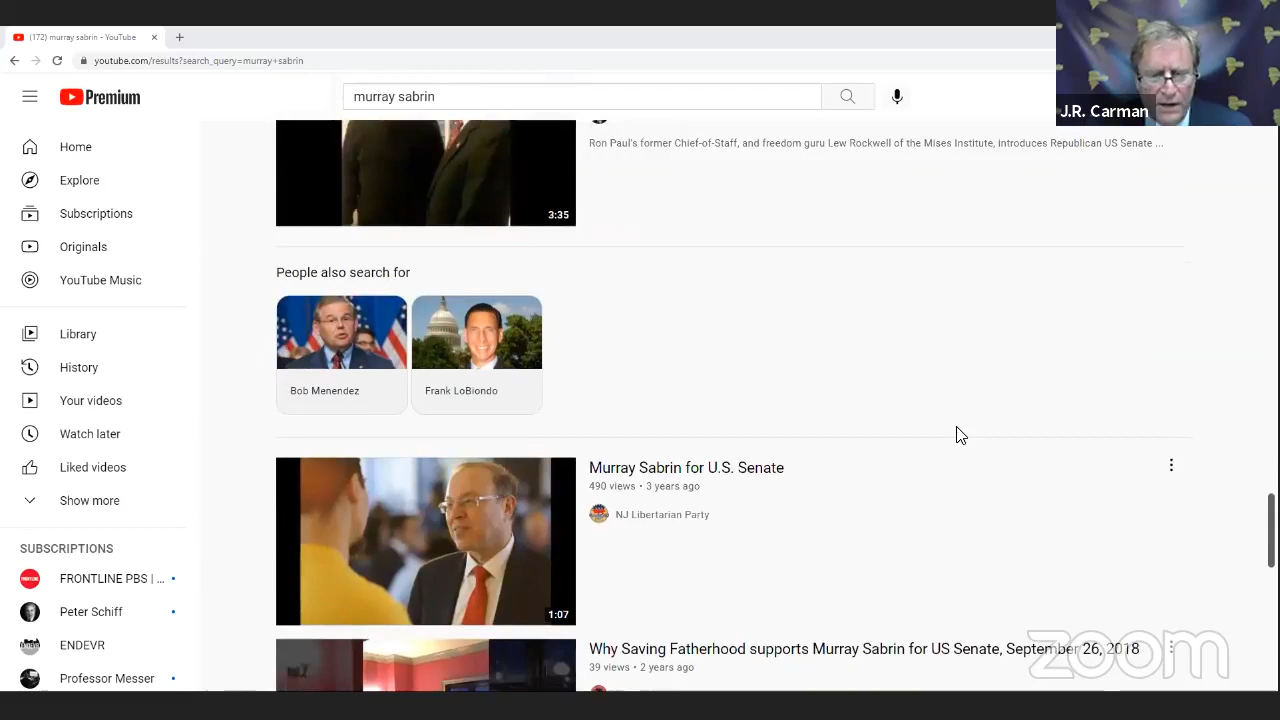 (172) murray sabrin - YouTube
youtube.com/results?search_query=murray+sabrin
Premium
murray sabrin
J.R. Carman
Home
Explore
Subscriptions
Originals
YouTube Music
Library
History
Your videos
Watch later
Liked videos
Show more
SUBSCRIPTIONS
FRONTLINE PBS | ...
Peter Schiff
ENDEVR
Professor Messer
Ron Paul's former Chief-of-Staff, and freedom guru Lew Rockwell of the Mises Institute, introduces Republican US Senate ...
3:35
People also search for
Bob Menendez
Frank LoBiondo
Murray Sabrin for U.S. Senate
490 views • 3 years ago
NJ Libertarian Party
1:07
Why Saving Fatherhood supports Murray Sabrin for US Senate, September 26, 2018
39 views • 2 years ago
zoom